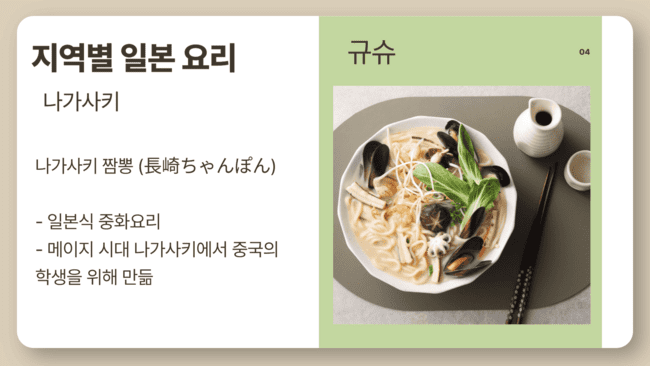 지역별 일본 요리
나가사키
나가사키 짬뽕 (長崎ちゃんぽん)
- 일본식 중화요리
- 메이지 시대 나가사키에서 중국의
학생을 위해 만듦
규슈
04